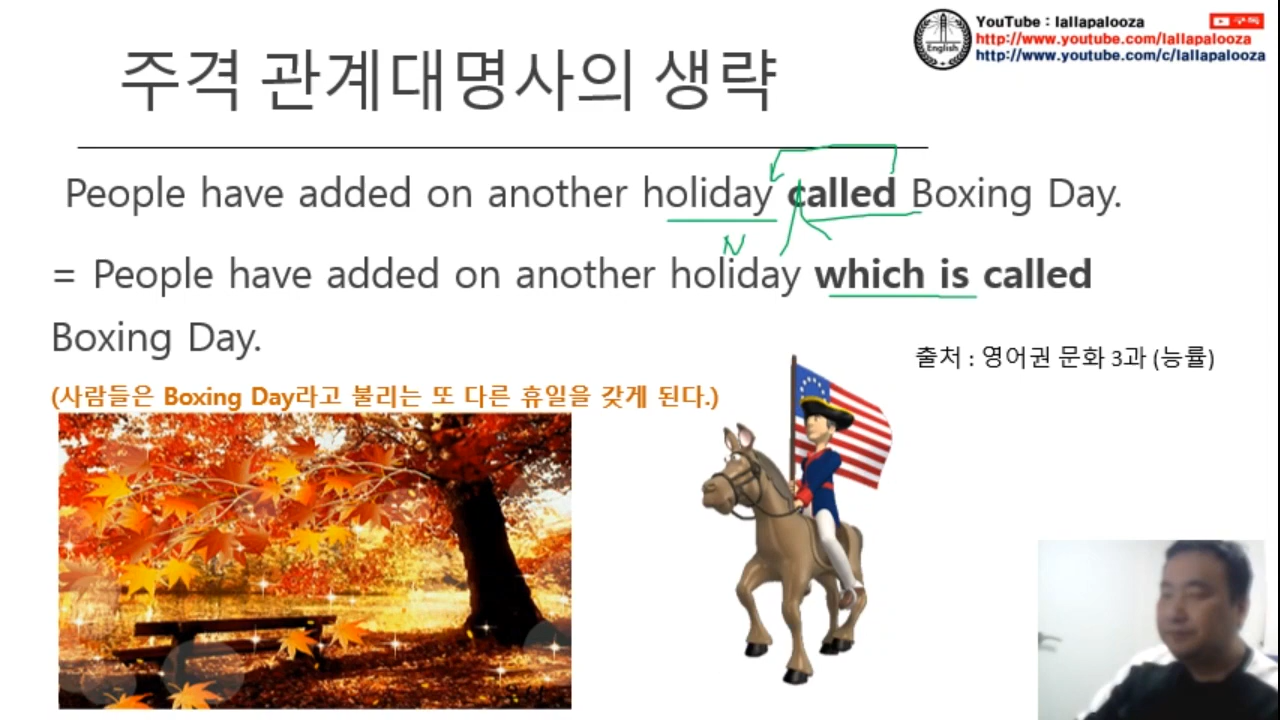 YouTube : lallapalooza
구독
http://www.youtube.com/lallapalooza
http://www.youtube.com/c/lallapalooza
English
주격 관계대명사의 생략
People have added on another holiday called Boxing Day.
N
= People have added on another holiday which is called
Boxing Day.
출처 : 영어권 문화 3과 (능률)
(사람들은 Boxing Day라고 불리는 또 다른 휴일을 갖게 된다.)